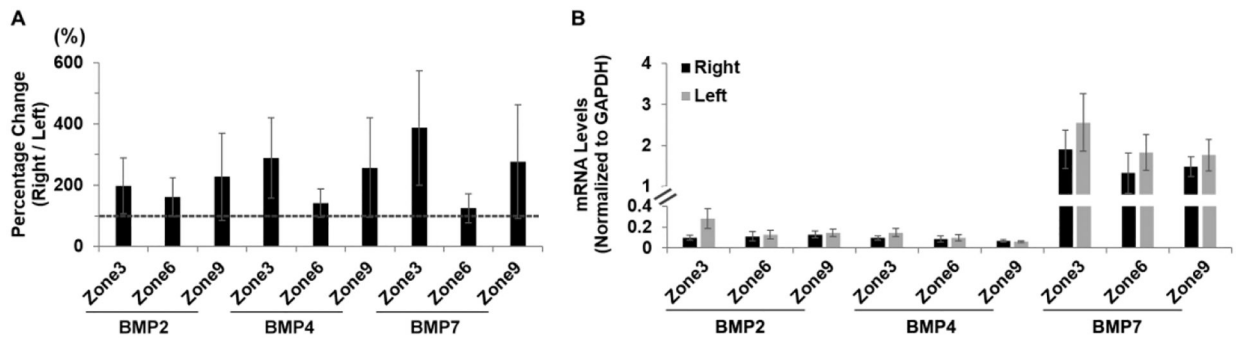 A
(%)
Percentage Change
(Right / Left)
600
400
200
0
Zone3
Zone6
Zone9
Zone3
Zone6
Zone9
Zone3
Zone6
Zone9
BMP2
BMP4
BMP7
B
mRNA Levels
(Normalized to GAPDH)
4
3
2
1
0.4
0.2
0
Right
Left
Zone3
Zone6
Zone9
Zone3
Zone6
Zone9
Zone3
Zone6
Zone9
BMP2
BMP4
BMP7